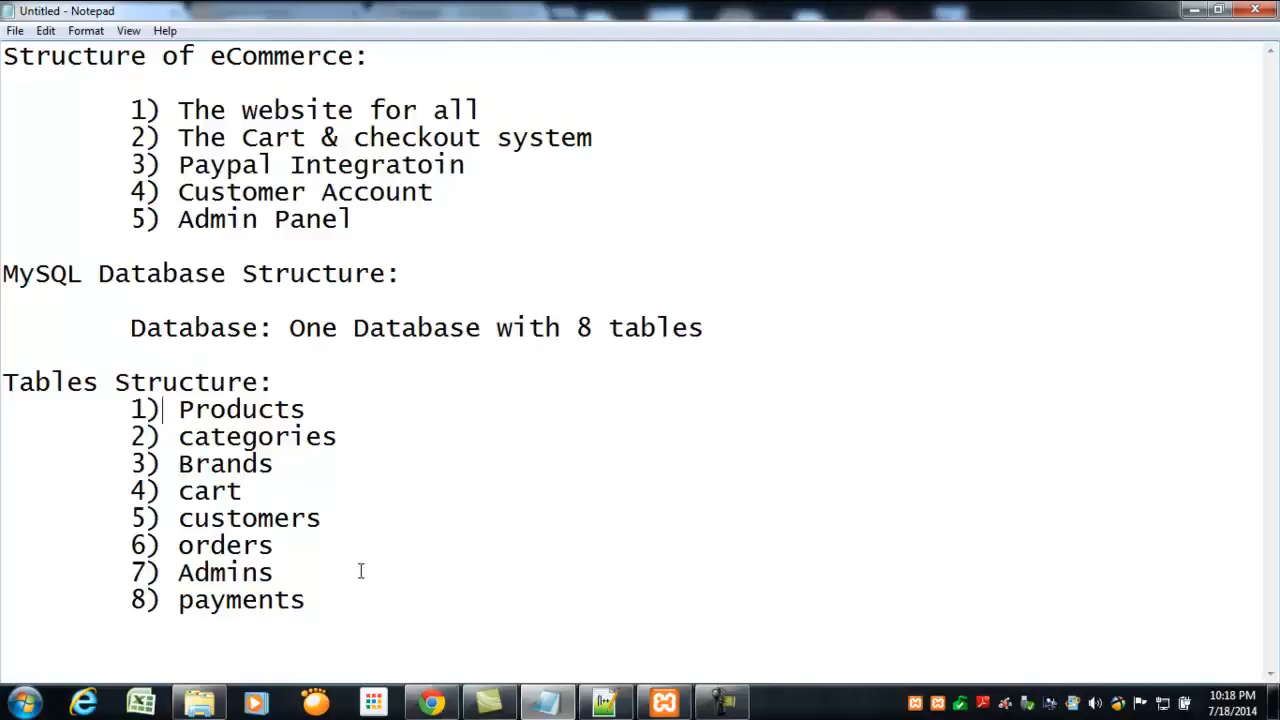 Untitled - Notepad
File Edit Format View Help
Structure of eCommerce:
1) The website for all
2) The Cart & checkout system
3) Paypal Integratoin
4) Customer Account
5) Admin Panel
MySQL Database Structure:
Database: One Database with 8 tables
Tables Structure:
1) Products
2) categories
3) Brands
4) cart
5) customers
6) orders
7) Admins
8) payments
10:18 PM
7/18/2014